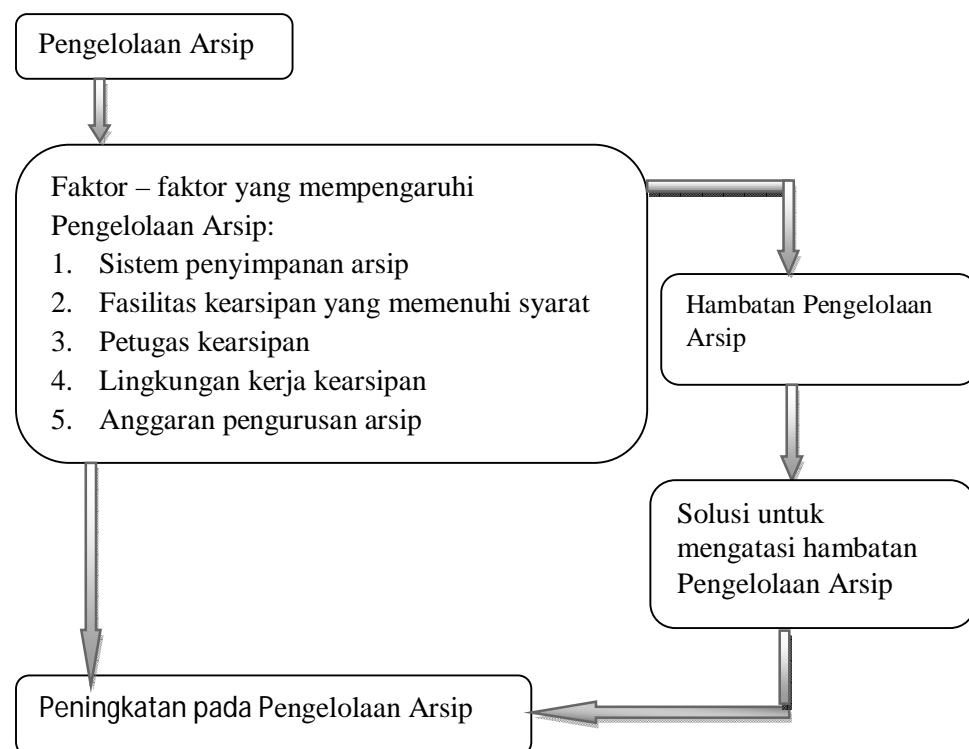 Pengelolaan Arsip
Faktor – faktor yang mempengaruhi
Pengelolaan Arsip:
1. Sistem penyimpanan arsip
2. Fasilitas kearsipan yang memenuhi syarat
3. Petugas kearsipan
4. Lingkungan kerja kearsipan
5. Anggaran pengurusan arsip
Hambatan Pengelolaan
Arsip
Solusi untuk
mengatasi hambatan
Pengelolaan Arsip
Peningkatan pada Pengelolaan Arsip